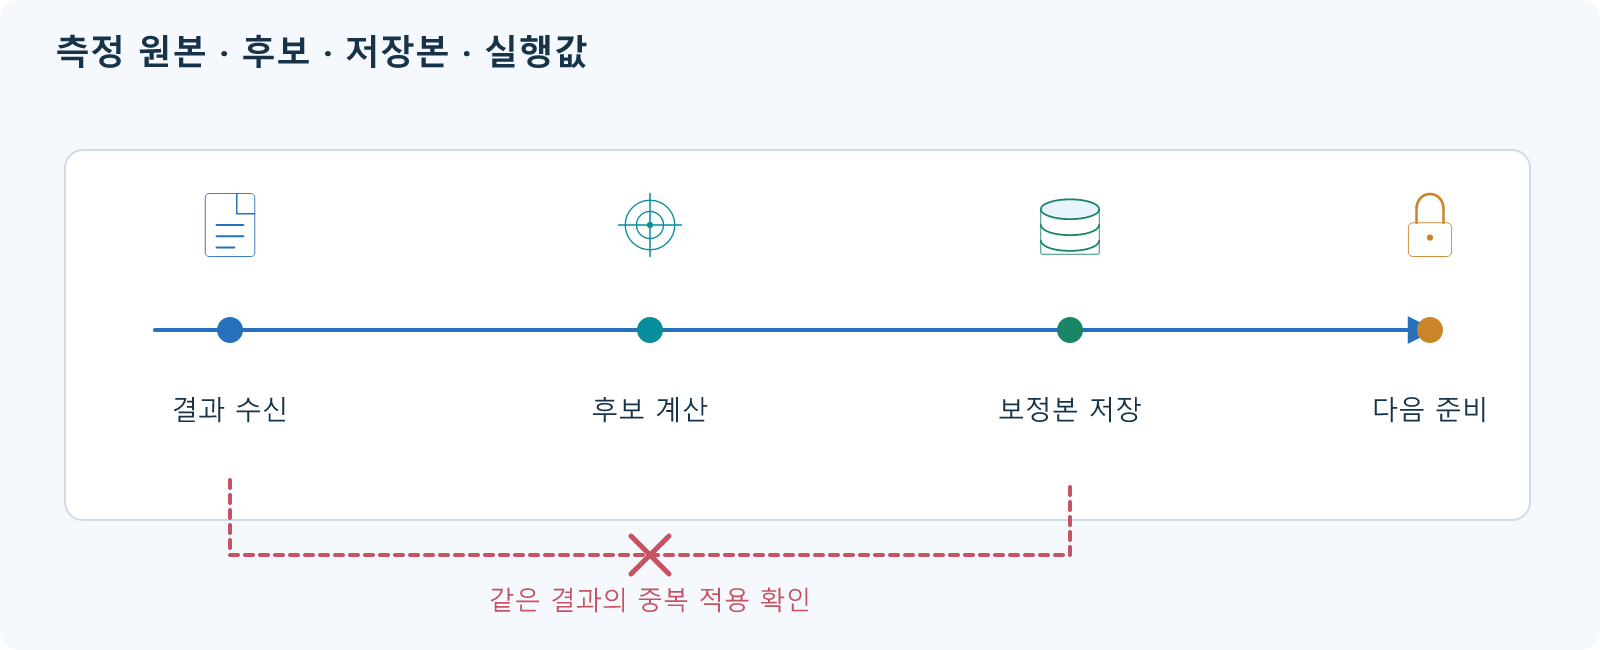 측정 원본 · 후보 · 저장본 · 실행값
결과 수신
후보 계산
보정본 저장
다음 준비
같은 결과의 중복 적용 확인